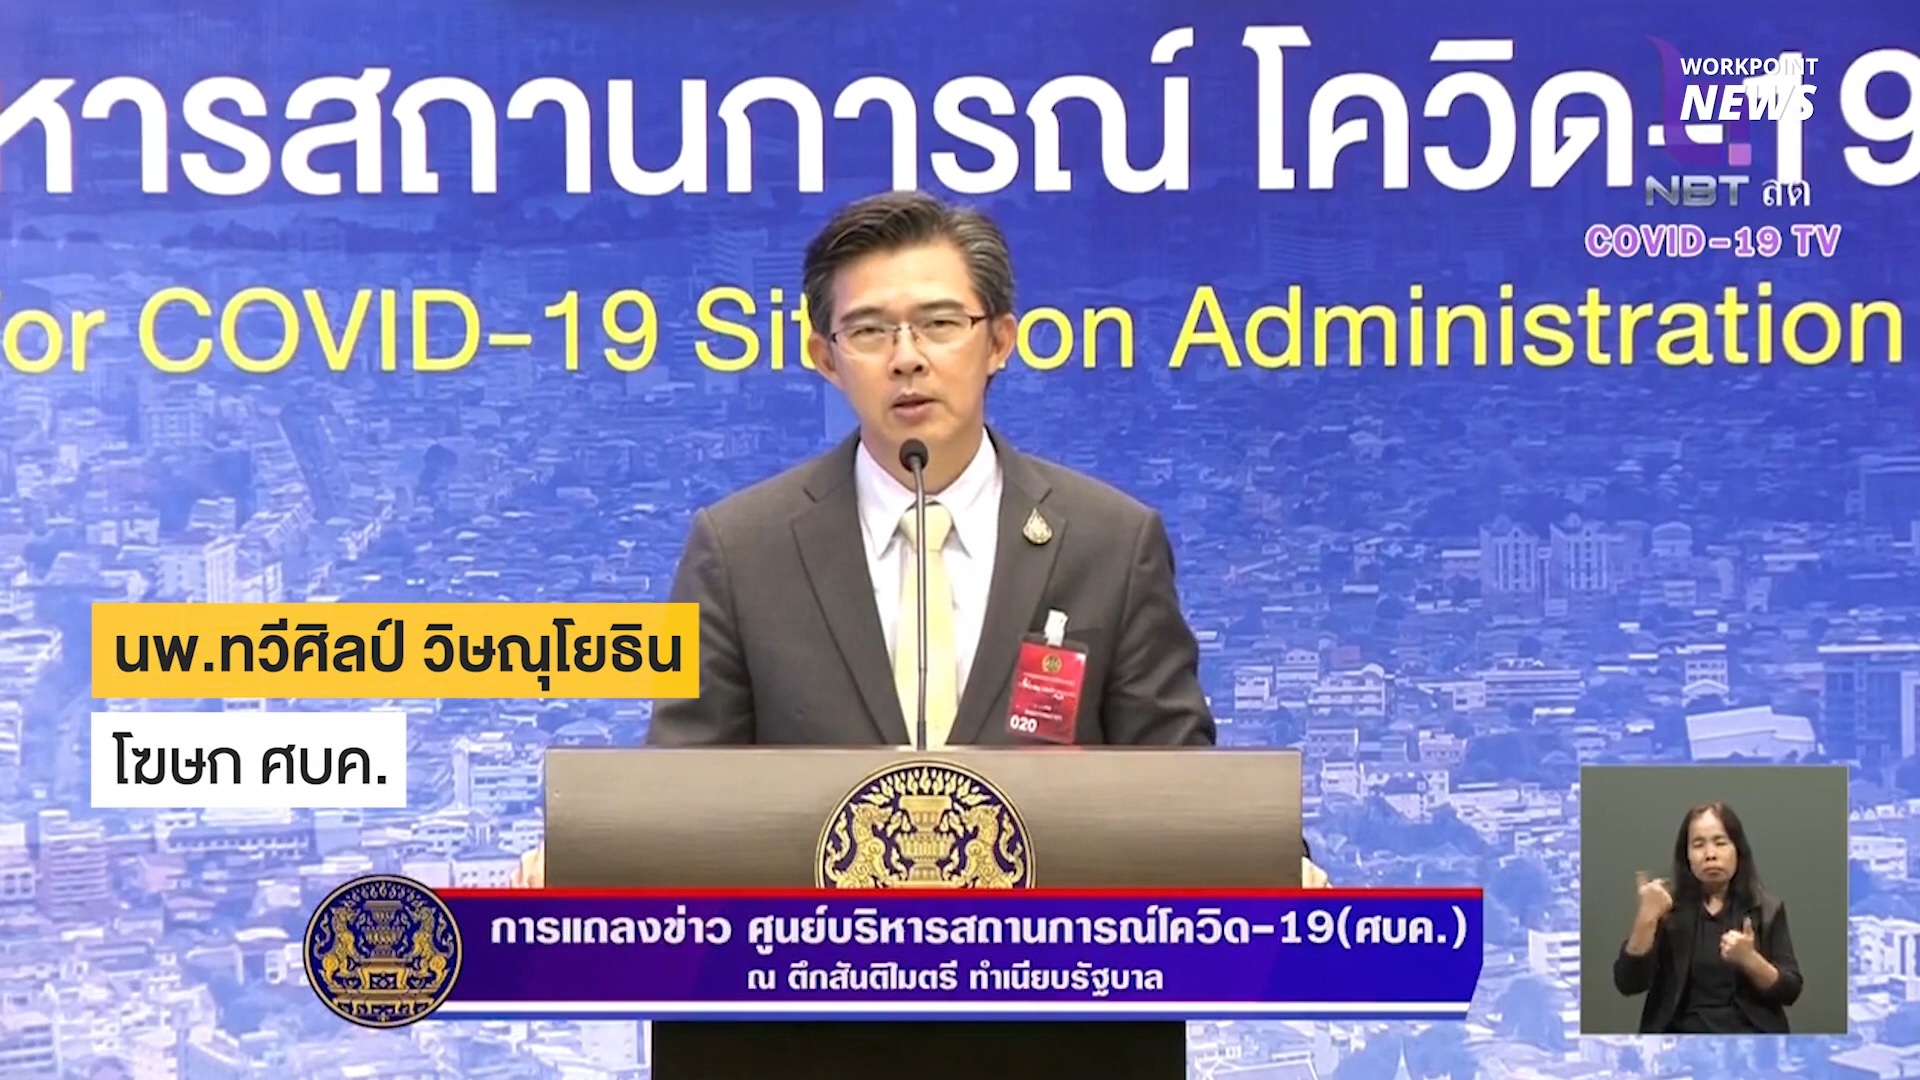 หารสถานการณ์ โควิด-19
WORKPOINT
NEWS
NBT สด
COVID-19 TV
or COVID-19 Sit on Administration
นพ.ทวีศิลป์ วิษณุโยธิน
โฆษก ศบค.
020
การแถลงข่าว ศูนย์บริหารสถานการณ์โควิด-19(ศบค.)
ณ ตึกสันติไมตรี ทำเนียบรัฐบาล